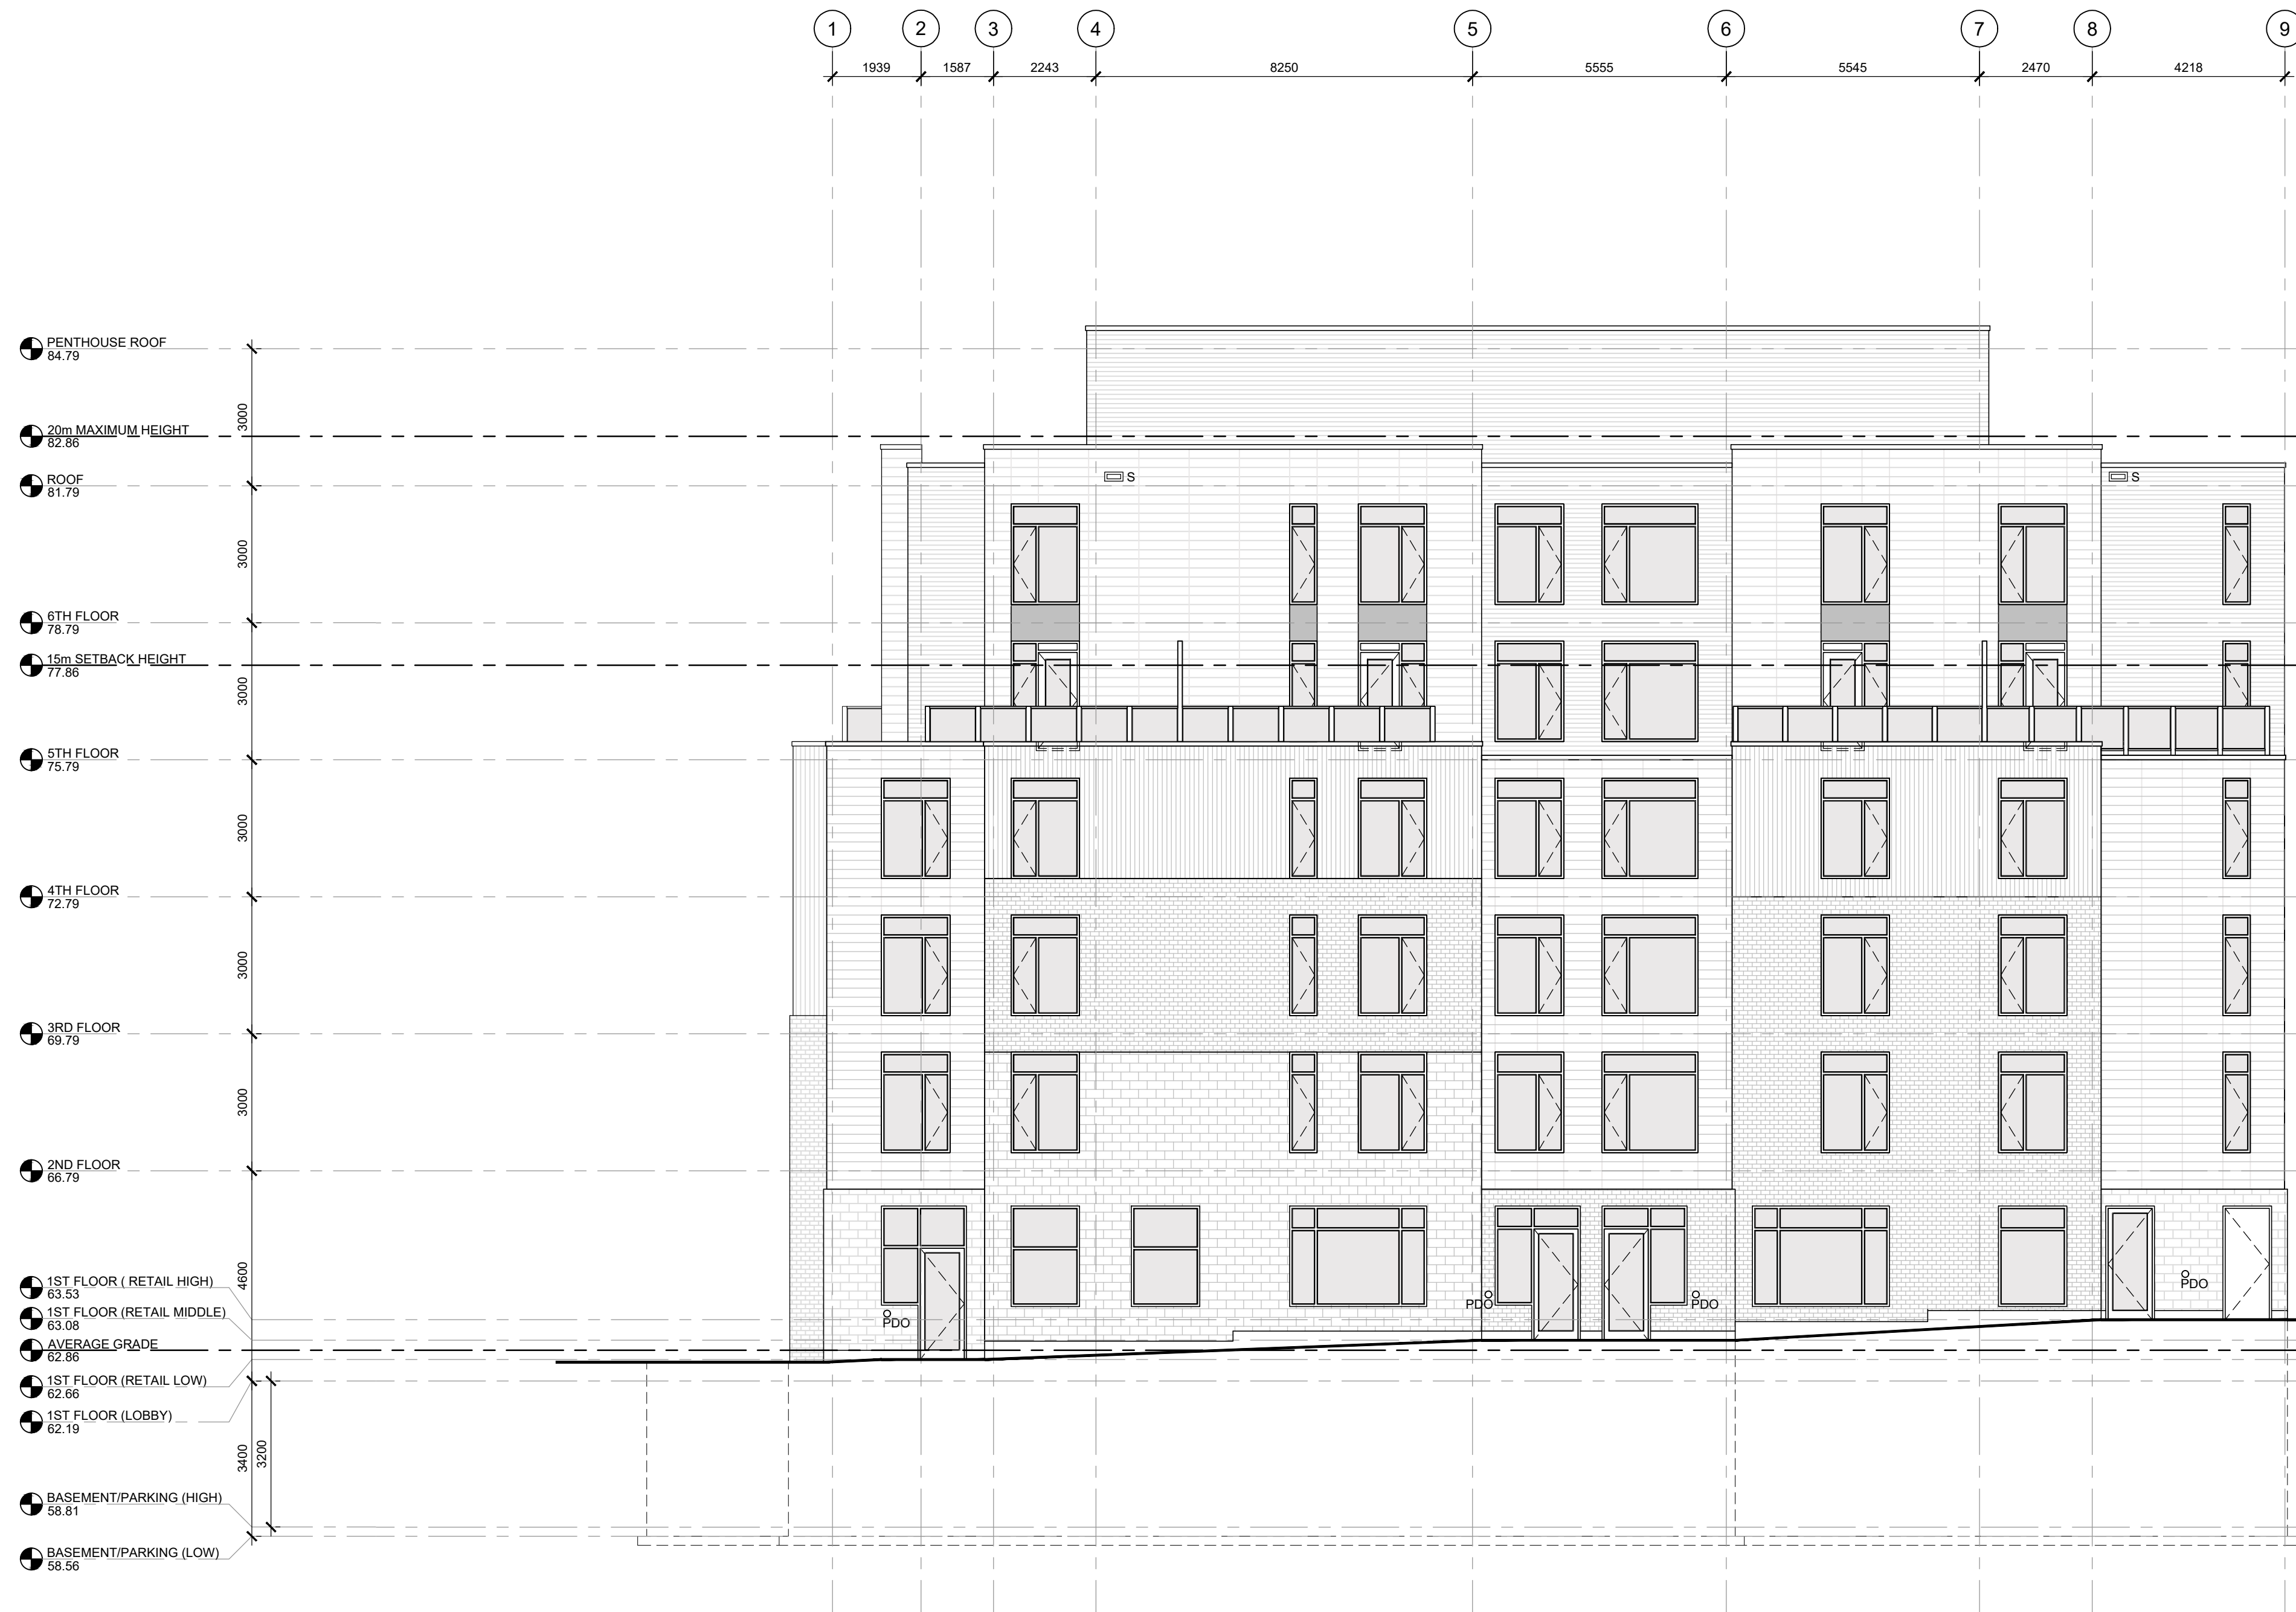 1 2 3 4 5 6 7 8 9
1939 1587 2243 8250 5555 5545 2470 4218
PENTHOUSE ROOF
84.79
3000
20m MAXIMUM HEIGHT
82.86
ROOF
81.79
S
S
3000
6TH FLOOR
78.79
15m SETBACK HEIGHT
77.86
3000
5TH FLOOR
75.79
3000
4TH FLOOR
72.79
3000
3RD FLOOR
69.79
3000
2ND FLOOR
66.79
4600
1ST FLOOR ( RETAIL HIGH)
63.53
1ST FLOOR (RETAIL MIDDLE)
63.08
PDO
PDO
PDO
PDO
AVERAGE GRADE
62.86
1ST FLOOR (RETAIL LOW)
62.66
1ST FLOOR (LOBBY)
62.19
3400
3200
BASEMENT/PARKING (HIGH)
58.81
BASEMENT/PARKING (LOW)
58.56